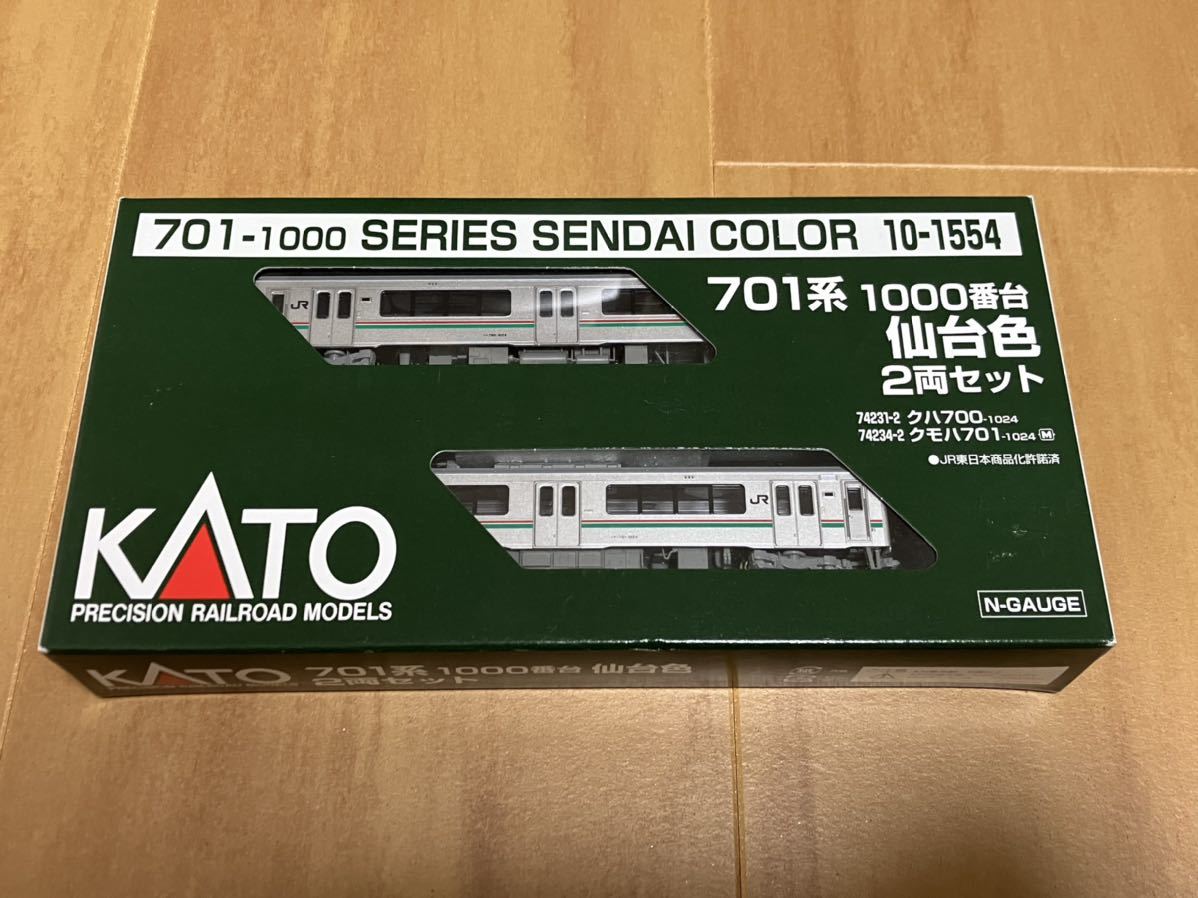 701-1000 SERIES SENDAI COLOR 10-1554
701系 1000番台
仙台色
2両セット
74231-2 クハ700-1024
74234-2 クモハ701-1024 M
●JR東日本商品化許諾済
JR
JR
KATO
PRECISION RAILROAD MODELS
N-GAUGE
KATO 701系 1000番台 仙台色
2両セット